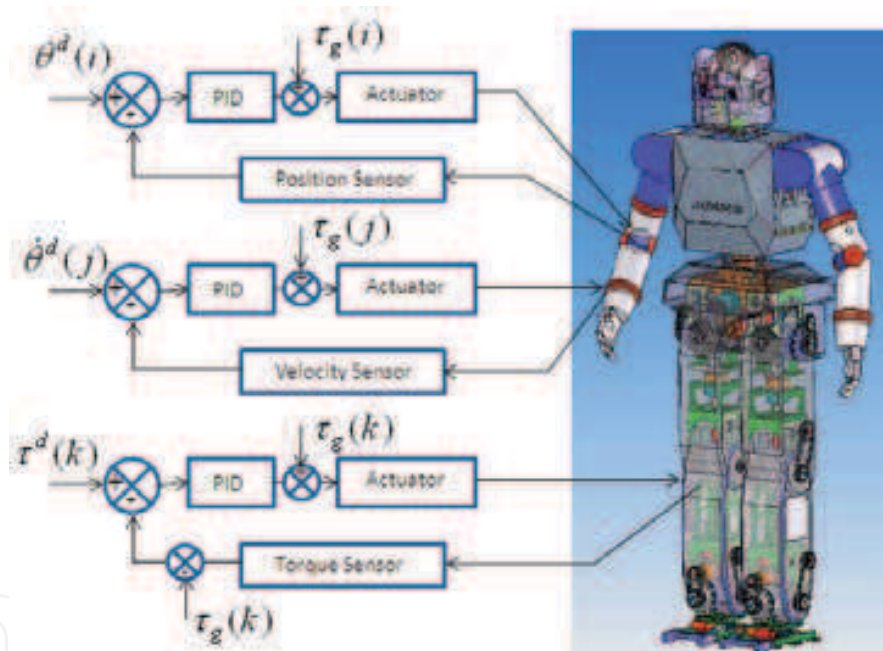 θ^d(i)
τ_g(i)
+
-
PID
Actuator
Position Sensor
θ̇^d(j)
τ_g(j)
+
-
PID
Actuator
Velocity Sensor
τ^d(k)
τ_g(k)
+
-
PID
Actuator
Torque Sensor
-
τ_g(k)